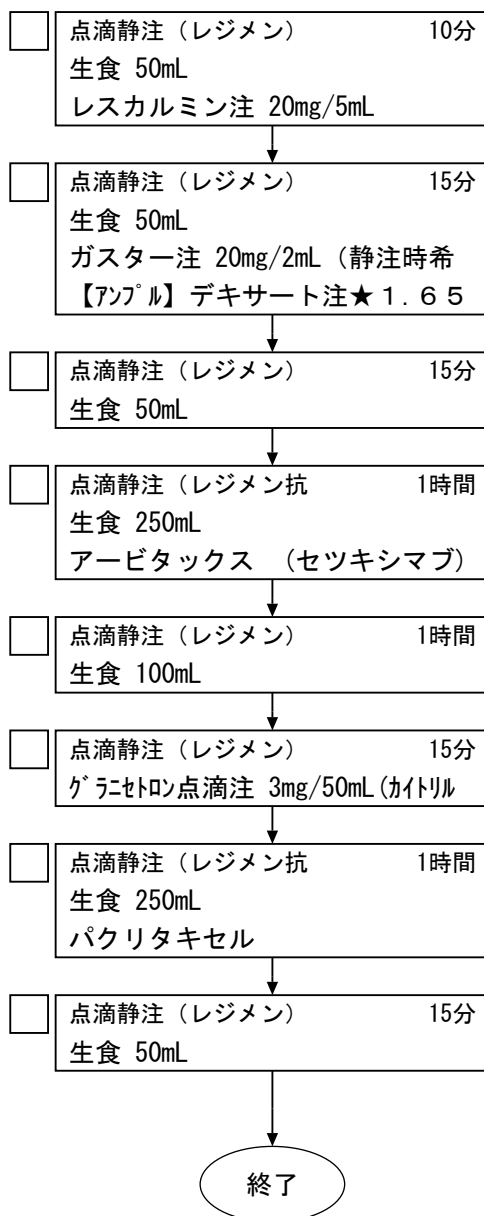 点滴静注（レジメン） 10分
生食 50mL
レスカルミン注 20mg/5mL
点滴静注（レジメン） 15分
生食 50mL
ガスター注 20mg/2mL（静注時希
【アンプル】デキサート注★１.６５
点滴静注（レジメン） 15分
生食 50mL
点滴静注（レジメン抗 1時間
生食 250mL
アービタックス （セツキシマブ）
点滴静注（レジメン） 1時間
生食 100mL
点滴静注（レジメン） 15分
グラニセトロン点滴注 3mg/50mL(カイトリル
点滴静注（レジメン抗 1時間
生食 250mL
パクリタキセル
点滴静注（レジメン） 15分
生食 50mL
終了